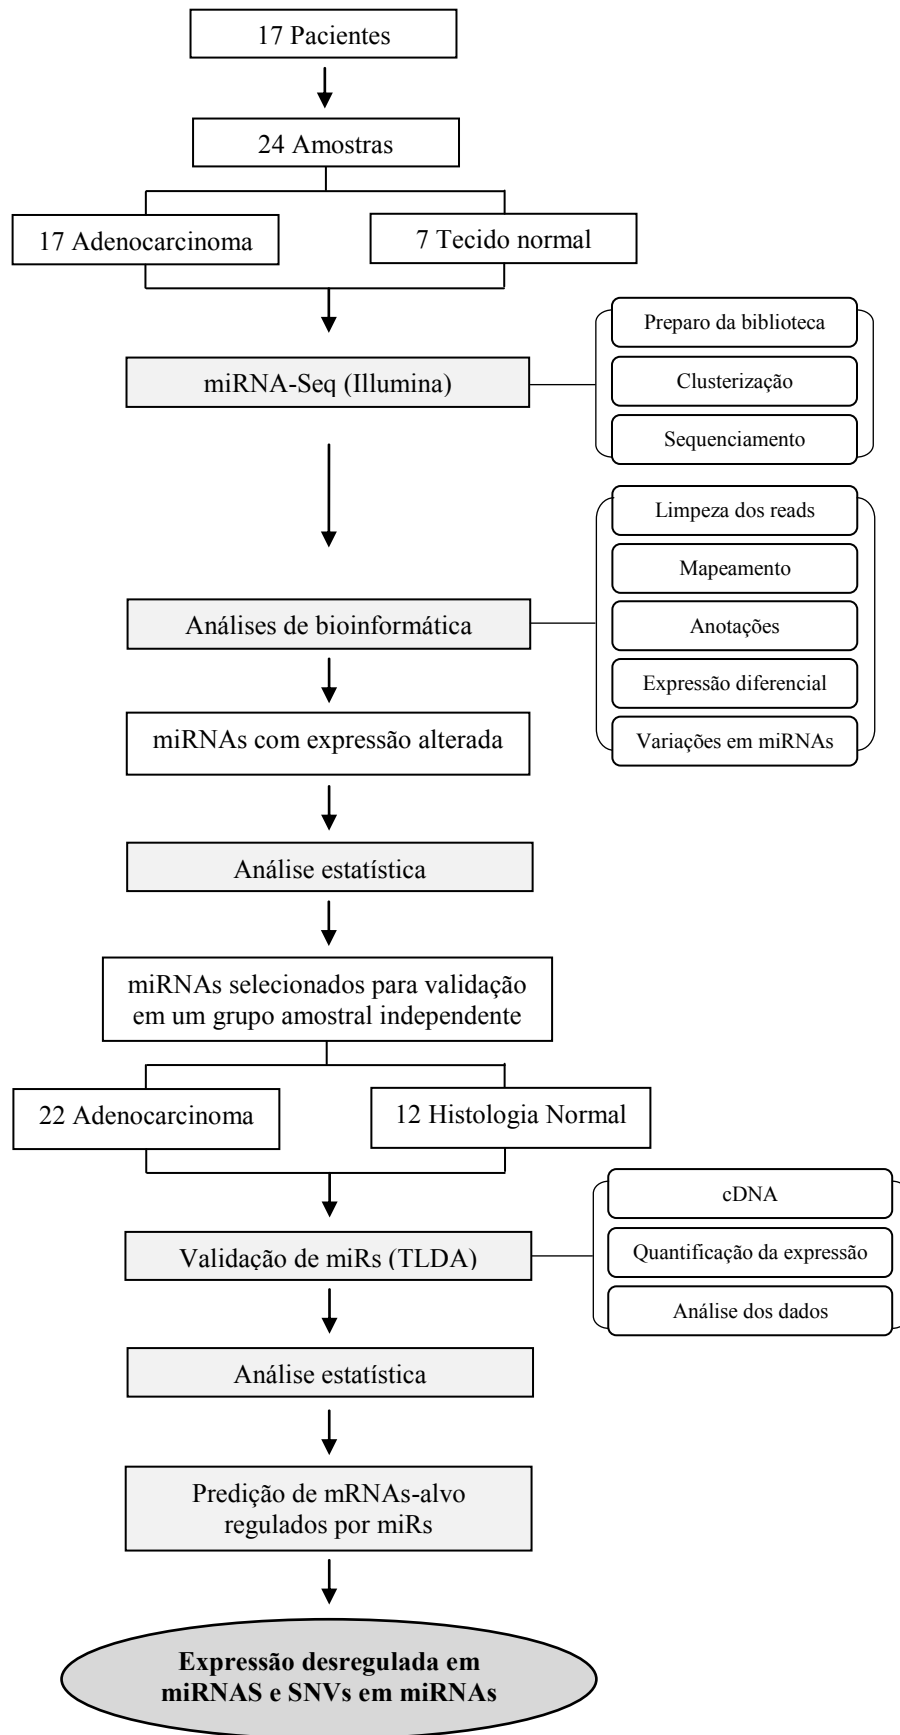 17 Pacientes
24 Amostras
17 Adenocarcinoma
7 Tecido normal
miRNA-Seq (Illumina)
Preparo da biblioteca
Clusterização
Sequenciamento
Análises de bioinformática
Limpeza dos reads
Mapeamento
Anotações
Expressão diferencial
Variações em miRNAs
miRNAs com expressão alterada
Análise estatística
miRNAs selecionados para validação
em um grupo amostral independente
22 Adenocarcinoma
12 Histologia Normal
Validação de miRs (TLDA)
cDNA
Quantificação da expressão
Análise dos dados
Análise estatística
Predição de mRNAs-alvo
regulados por miRs
Expressão desregulada em
miRNAS e SNVs em miRNAs